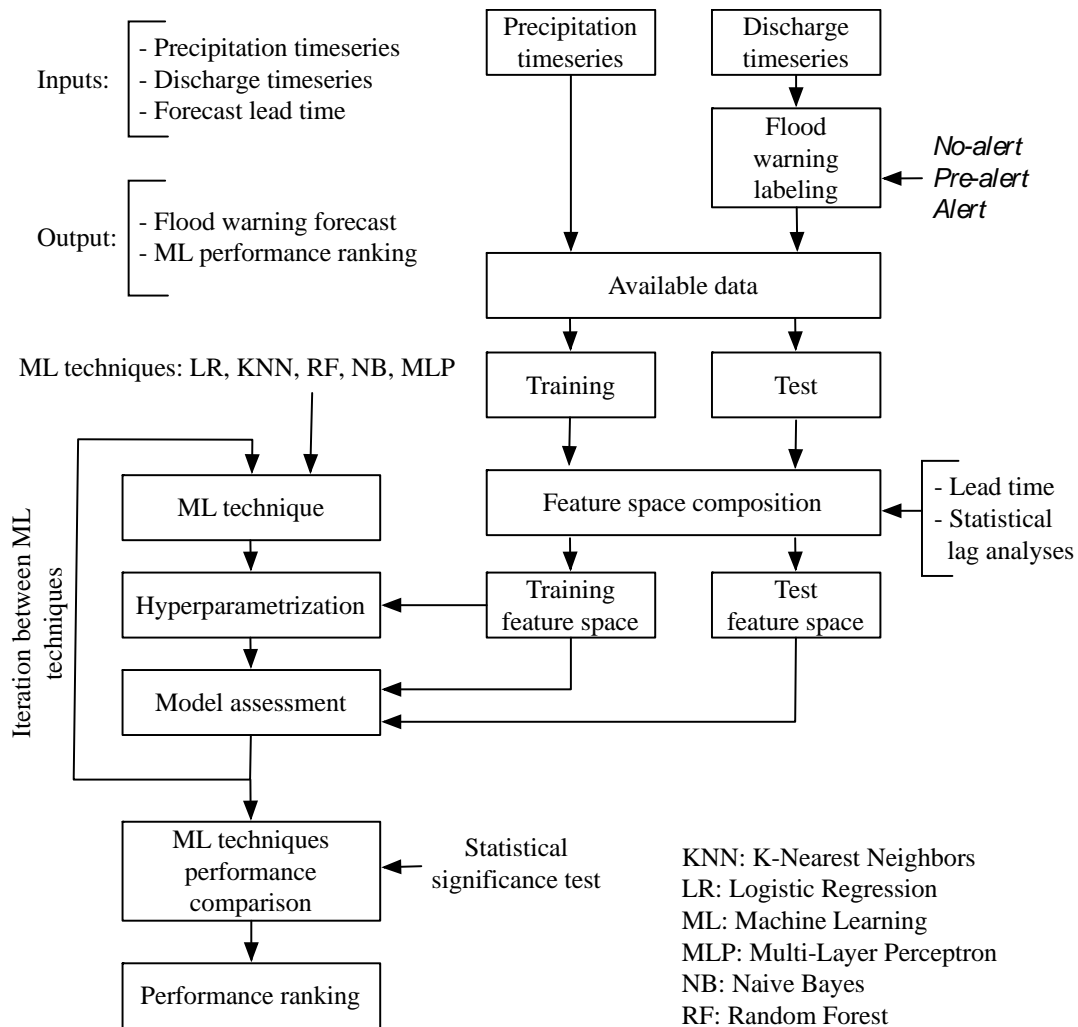 Inputs:
- Precipitation timeseries
- Discharge timeseries
- Forecast lead time
Output:
- Flood warning forecast
- ML performance ranking
Precipitation
timeseries
Discharge
timeseries
Flood
warning
labeling
No-alert
Pre-alert
Alert
Available data
Training
Test
ML techniques: LR, KNN, RF, NB, MLP
Feature space composition
- Lead time
- Statistical
lag analyses
Training
feature space
Test
feature space
ML technique
Hyperparametrization
Model assessment
Iteration between ML
techniques
ML techniques
performance
comparison
Statistical
significance test
Performance ranking
KNN: K-Nearest Neighbors
LR: Logistic Regression
ML: Machine Learning
MLP: Multi-Layer Perceptron
NB: Naive Bayes
RF: Random Forest